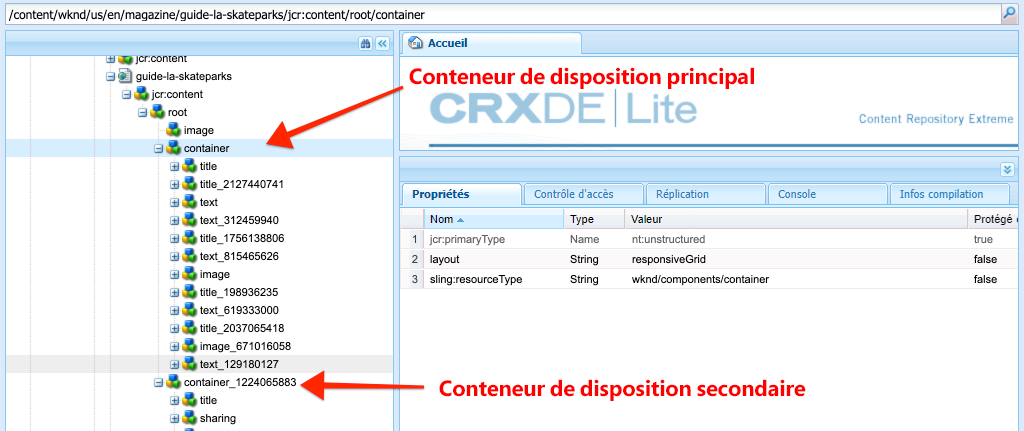 /content/wknd/us/en/magazine/guide-la-skateparks/jcr:content/root/container
Accueil
jcr:content
guide-la-skateparks
jcr:content
root
image
container
title
title_2127440741
text
text_312459940
title_1756138806
text_815465626
image
title_198936235
text_619333000
title_2037065418
image_671016058
text_129180127
container_1224065883
title
sharing
Conteneur de disposition principal
CRXDE Lite
Content Repository Extreme
Propriétés Contrôle d'accès Réplication Console Infos compilation
Nom Type Valeur Protégé
1 jcr:primaryType Name nt:unstructured true
2 layout String responsiveGrid false
3 sling:resourceType String wknd/components/container false
Conteneur de disposition secondaire